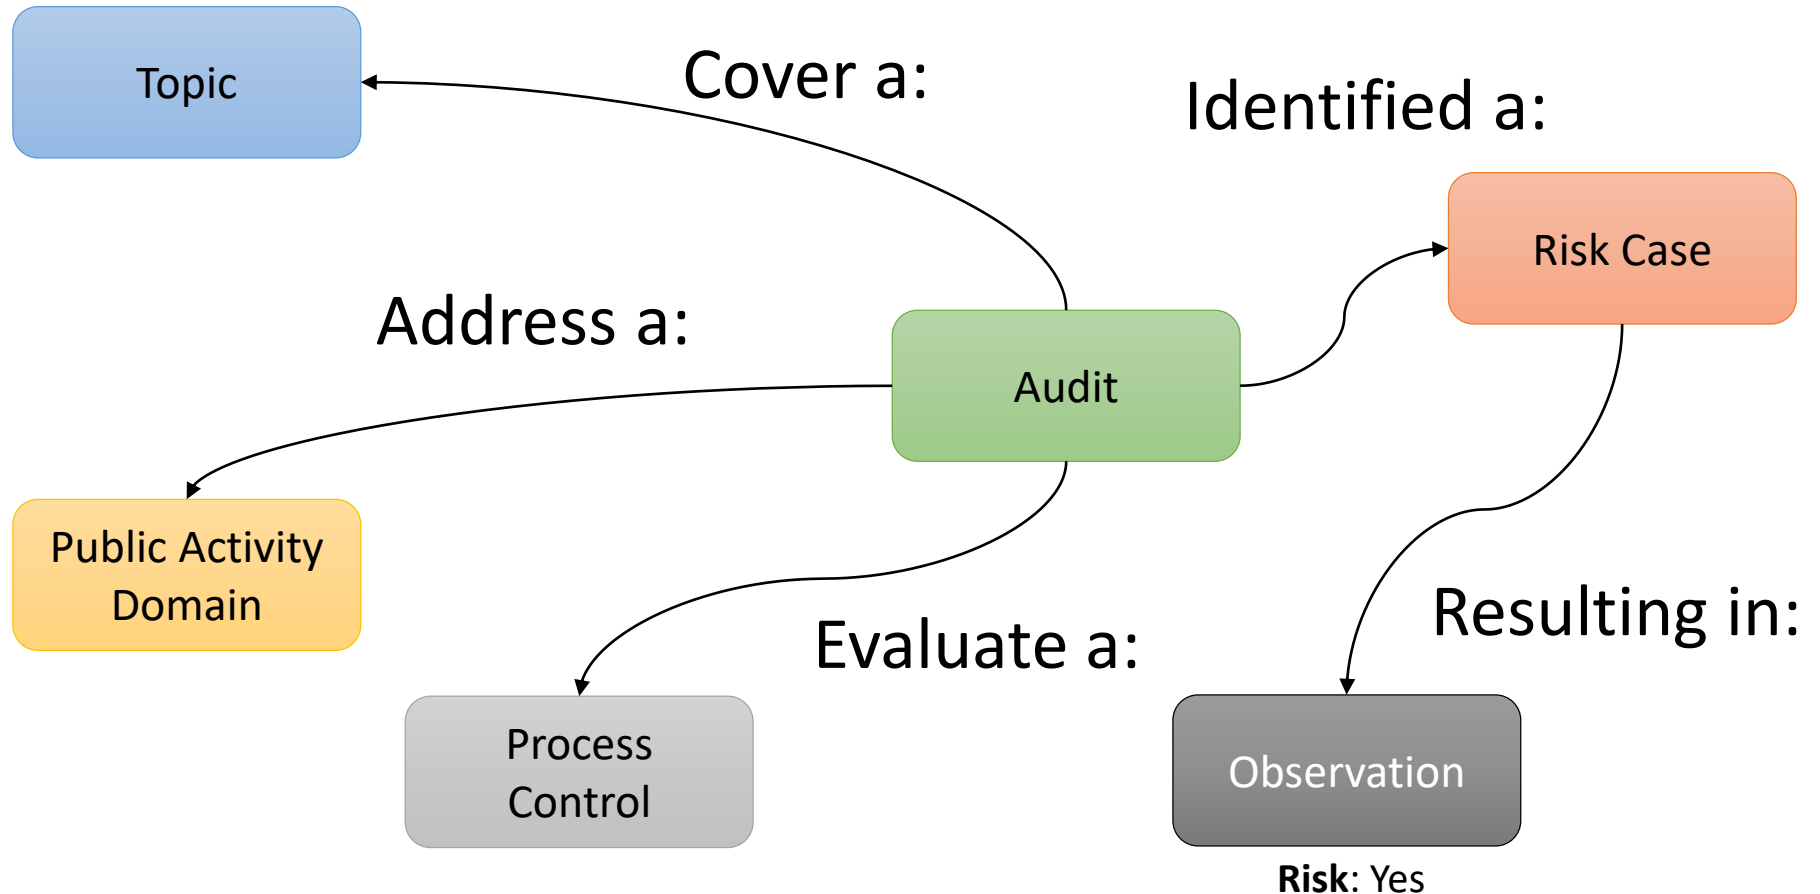 Topic
Cover a:
Identified a:
Risk Case
Address a:
Audit
Public Activity
Domain
Evaluate a:
Resulting in:
Process
Control
Observation
Risk: Yes